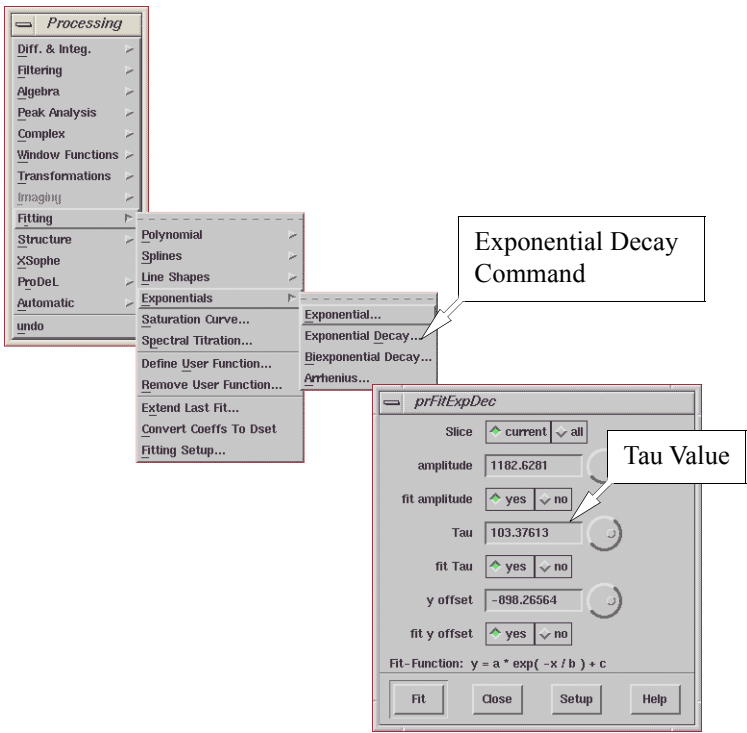 Processing
Diff. & Integ.
Filtering
Algebra
Peak Analysis
Complex
Window Functions
Transformations
Imaging
Fitting
Structure
XSophe
ProDeL
Automatic
undo
Polynomial
Splines
Line Shapes
Exponentials
Saturation Curve...
Spectral Titration...
Define User Function...
Remove User Function...
Extend Last Fit...
Convert Coeffs To Dset
Fitting Setup...
Exponential...
Exponential Decay...
Biexponential Decay...
Arrhenius...
Exponential Decay
Command
prFitExpDec
Slice current all
amplitude 1182.6281
fit amplitude yes no
Tau 103.37613
fit Tau yes no
y offset -898.26564
fit y offset yes no
Fit-Function: y = a * exp( -x / b ) + c
Fit Close Setup Help
Tau Value